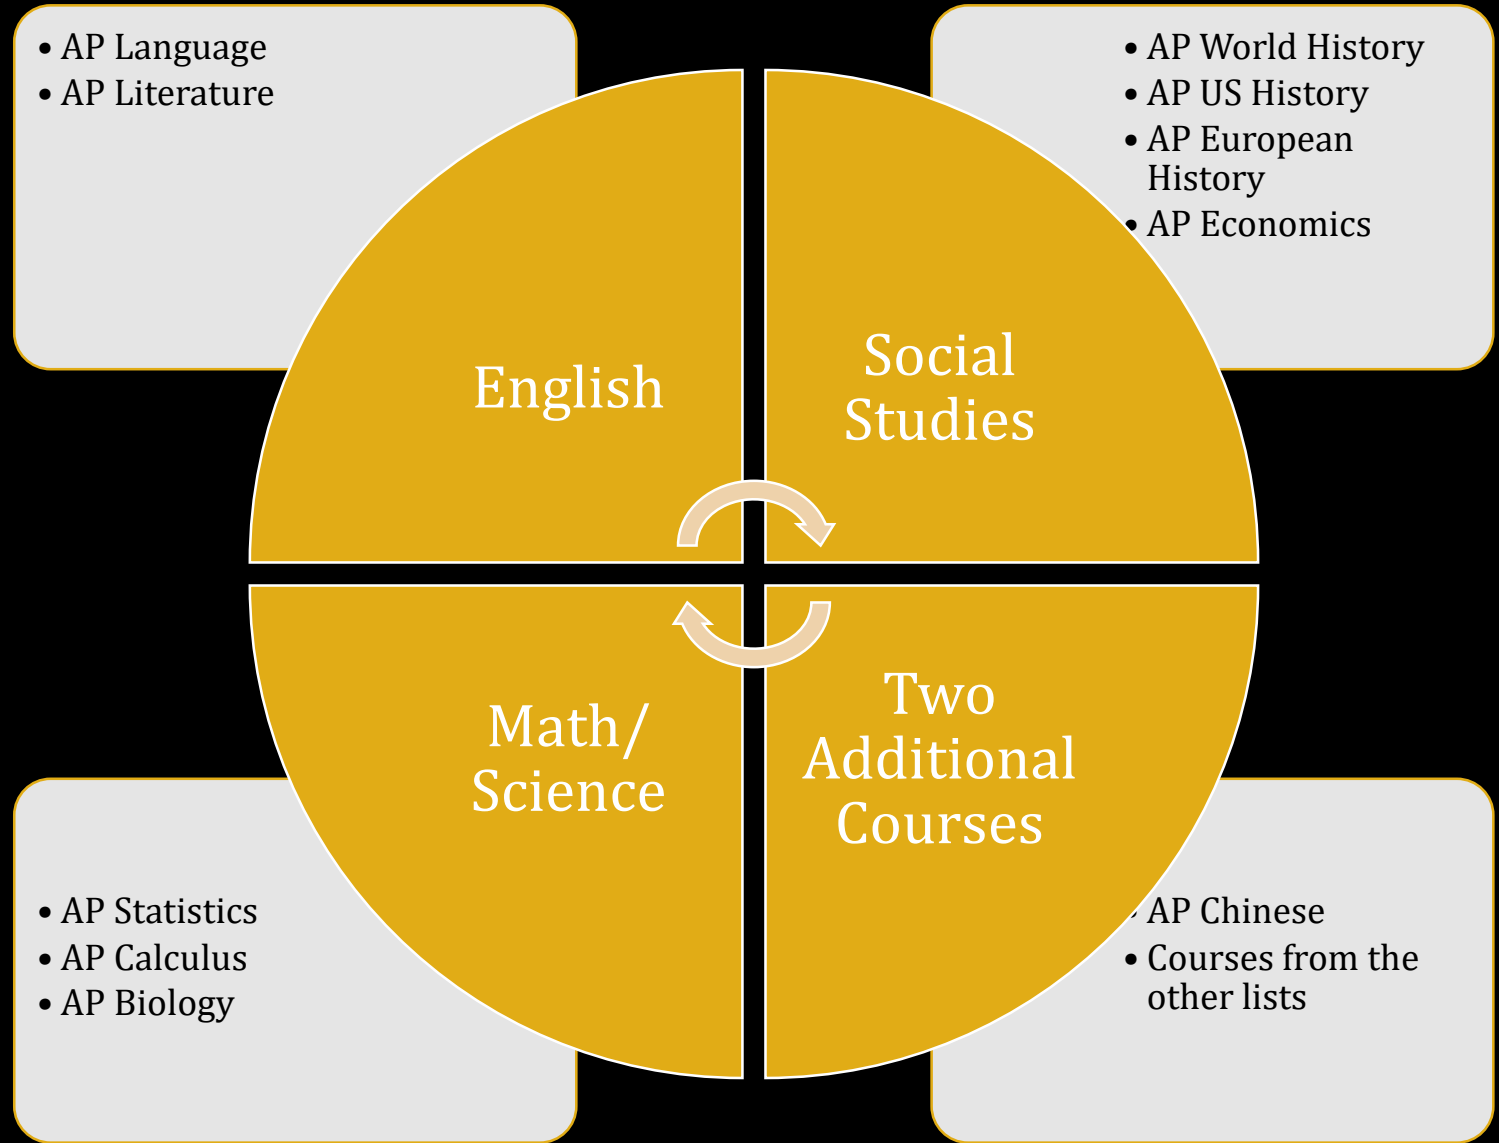 • AP Language
• AP Literature
• AP World History
• AP US History
• AP European
History
• AP Economics
English
Social
Studies
Math/
Science
Two
Additional
Courses
• AP Statistics
• AP Calculus
• AP Biology
• AP Chinese
• Courses from the
other lists